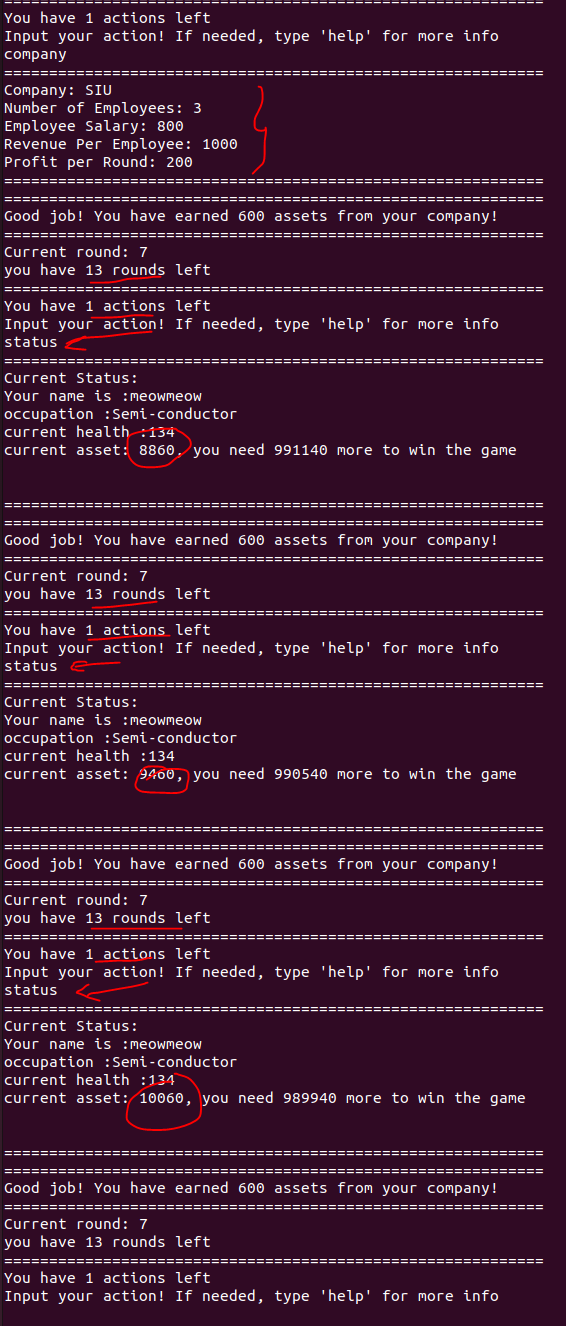 ================================================================
You have 1 actions left
Input your action! If needed, type 'help' for more info
company
============================================================
Company: SIU
Number of Employees: 3
Employee Salary: 800
Revenue Per Employee: 1000
Profit per Round: 200
============================================================
============================================================
Good job! You have earned 600 assets from your company!
============================================================
Current round: 7
you have 13 rounds left
============================================================
You have 1 actions left
Input your action! If needed, type 'help' for more info
status
============================================================
Current Status:
Your name is :meowmeow
occupation :Semi-conductor
current health :134
current asset: 8860, you need 991140 more to win the game
============================================================
============================================================
Good job! You have earned 600 assets from your company!
============================================================
Current round: 7
you have 13 rounds left
============================================================
You have 1 actions left
Input your action! If needed, type 'help' for more info
status
============================================================
Current Status:
Your name is :meowmeow
occupation :Semi-conductor
current health :134
current asset: 9460, you need 990540 more to win the game
============================================================
============================================================
Good job! You have earned 600 assets from your company!
============================================================
Current round: 7
you have 13 rounds left
============================================================
You have 1 actions left
Input your action! If needed, type 'help' for more info
status
============================================================
Current Status:
Your name is :meowmeow
occupation :Semi-conductor
current health :134
current asset: 10060, you need 989940 more to win the game
============================================================
============================================================
Good job! You have earned 600 assets from your company!
============================================================
Current round: 7
you have 13 rounds left
============================================================
You have 1 actions left
Input your action! If needed, type 'help' for more info